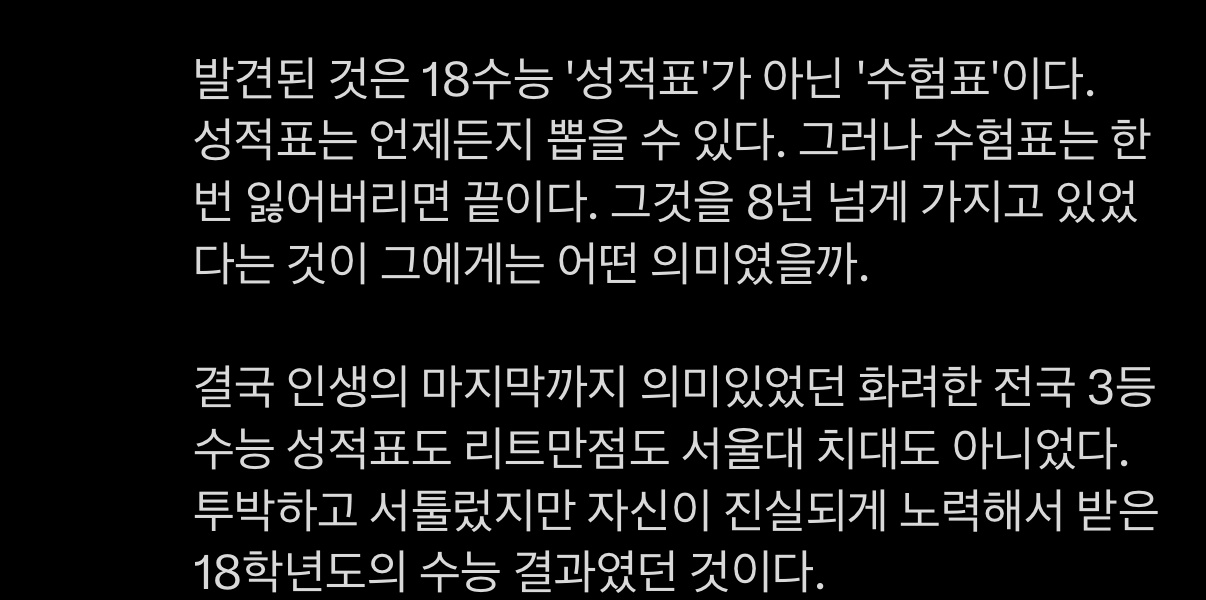 발견된 것은 18수능 '성적표'가 아닌 '수험표'이다.
성적표는 언제든지 뽑을 수 있다. 그러나 수험표는 한
번 잃어버리면 끝이다. 그것을 8년 넘게 가지고 있었
다는 것이 그에게는 어떤 의미였을까.
결국 인생의 마지막까지 의미있었던 화려한 전국 3등
수능 성적표도 리트만점도 서울대 치대도 아니었다.
투박하고 서툴렀지만 자신이 진실되게 노력해서 받은
18학년도의 수능 결과였던 것이다.